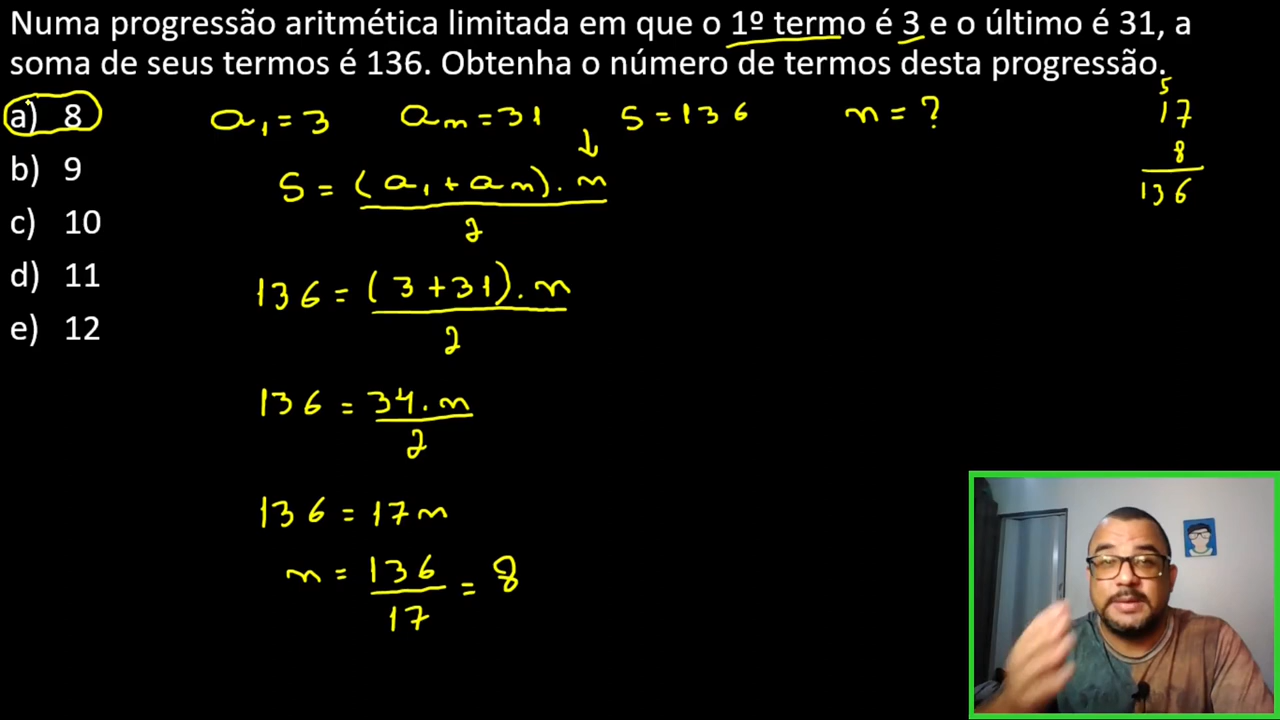 Numa progressão aritmética limitada em que o 1º termo é 3 e o último é 31, a
soma de seus termos é 136. Obtenha o número de termos desta progressão.
a) 8
b) 9
c) 10
d) 11
e) 12
a₁ = 3 aₙ = 31 S = 136 n = ?
S = (a₁ + aₙ) . n
2
136 = (3 + 31) . n
2
136 = 34 . n
2
136 = 17n
n = 136 = 8
17
5
17
8
136